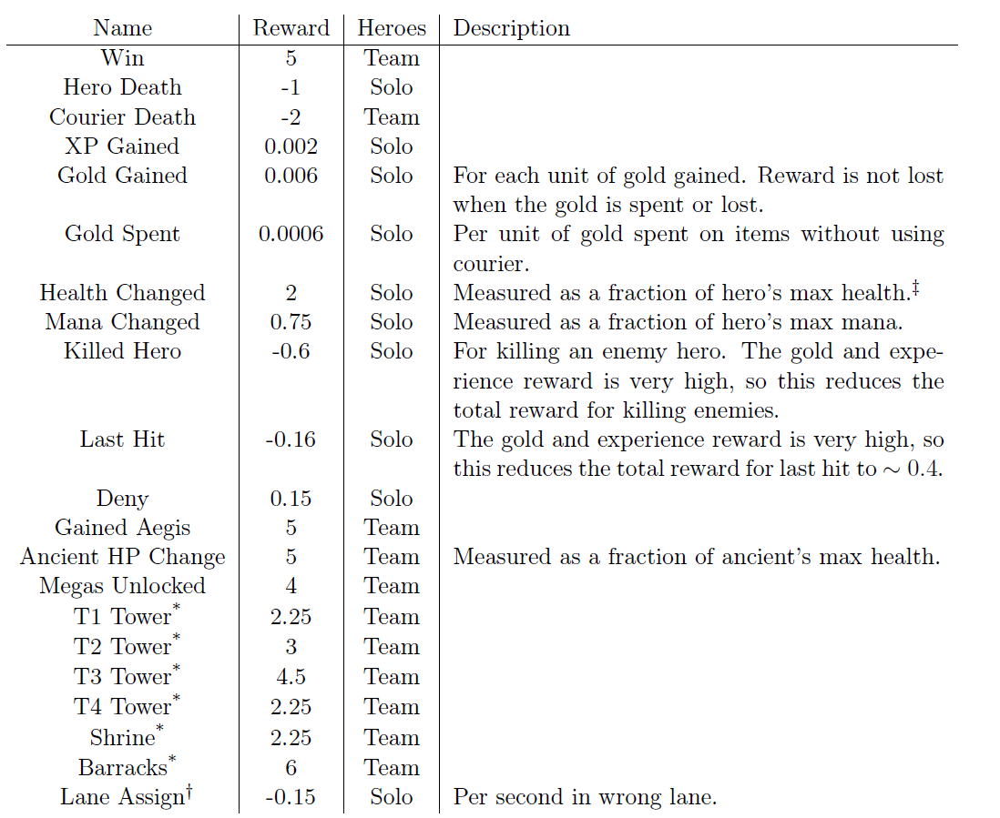 Name Reward Heroes Description
Win 5 Team
Hero Death -1 Solo
Courier Death -2 Team
XP Gained 0.002 Solo
Gold Gained 0.006 Solo For each unit of gold gained. Reward is not lost
when the gold is spent or lost.
Gold Spent 0.0006 Solo Per unit of gold spent on items without using
courier.
Health Changed 2 Solo Measured as a fraction of hero's max health.‡
Mana Changed 0.75 Solo Measured as a fraction of hero's max mana.
Killed Hero -0.6 Solo For killing an enemy hero. The gold and expe-
rience reward is very high, so this reduces the
total reward for killing enemies.
Last Hit -0.16 Solo The gold and experience reward is very high, so
this reduces the total reward for last hit to ∼ 0.4.
Deny 0.15 Solo
Gained Aegis 5 Team
Ancient HP Change 5 Team Measured as a fraction of ancient's max health.
Megas Unlocked 4 Team
T1 Tower* 2.25 Team
T2 Tower* 3 Team
T3 Tower* 4.5 Team
T4 Tower* 2.25 Team
Shrine* 2.25 Team
Barracks* 6 Team
Lane Assign† -0.15 Solo Per second in wrong lane.